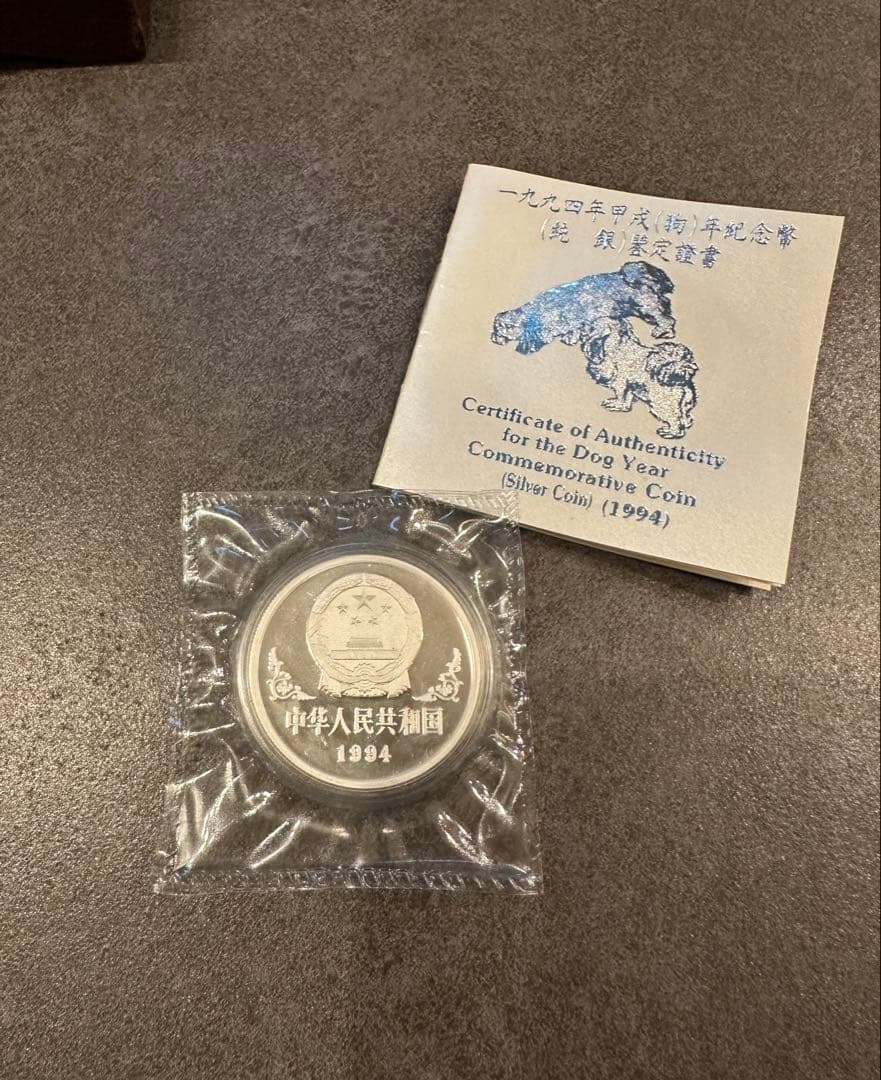 一九九四年甲戌(狗)年紀念幣
(純 銀)鑒定證書
Certificate of Authenticity
for the Dog Year
Commemorative Coin
(Silver Coin) (1994)
中华人民共和国
1994